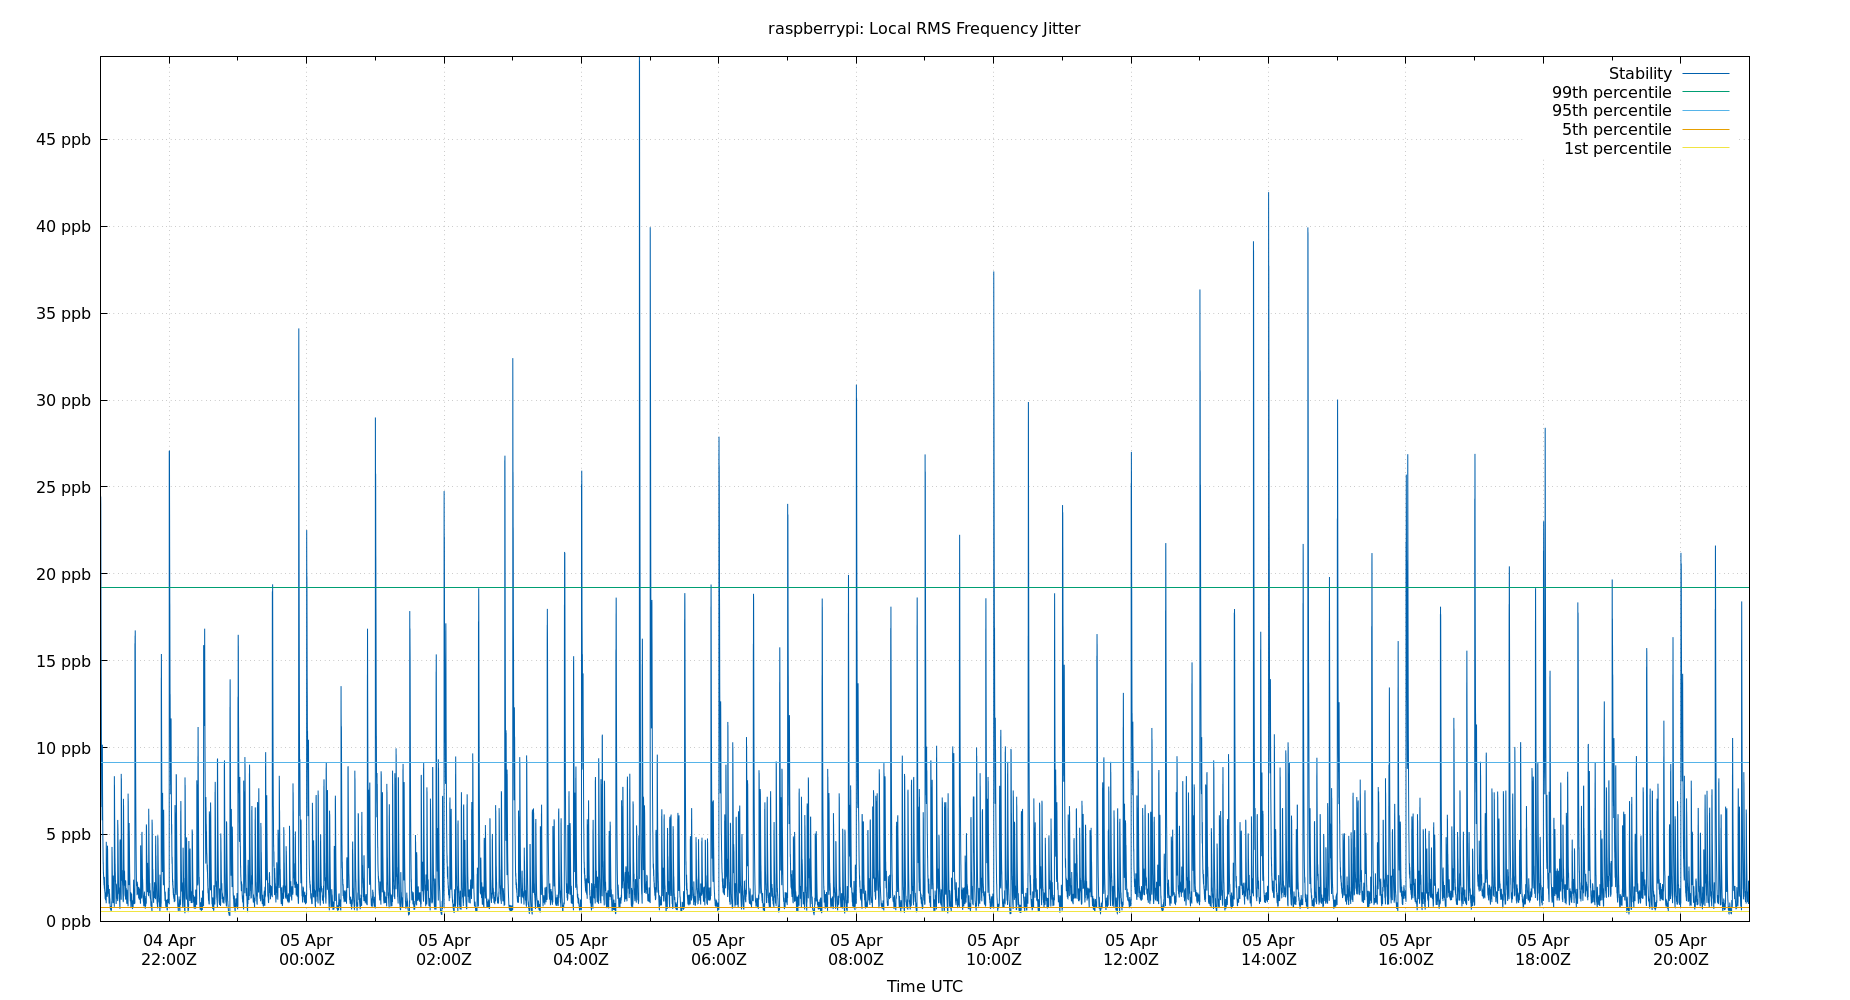 raspberrypi: Local RMS Frequency Jitter
Stability
99th percentile
95th percentile
5th percentile
1st percentile
45 ppb
40 ppb
35 ppb
30 ppb
25 ppb
20 ppb
15 ppb
10 ppb
5 ppb
0 ppb
04 Apr 05 Apr 05 Apr 05 Apr 05 Apr 05 Apr 05 Apr 05 Apr 05 Apr 05 Apr 05 Apr 05 Apr
22:00Z 00:00Z 02:00Z 04:00Z 06:00Z 08:00Z 10:00Z 12:00Z 14:00Z 16:00Z 18:00Z 20:00Z
Time UTC